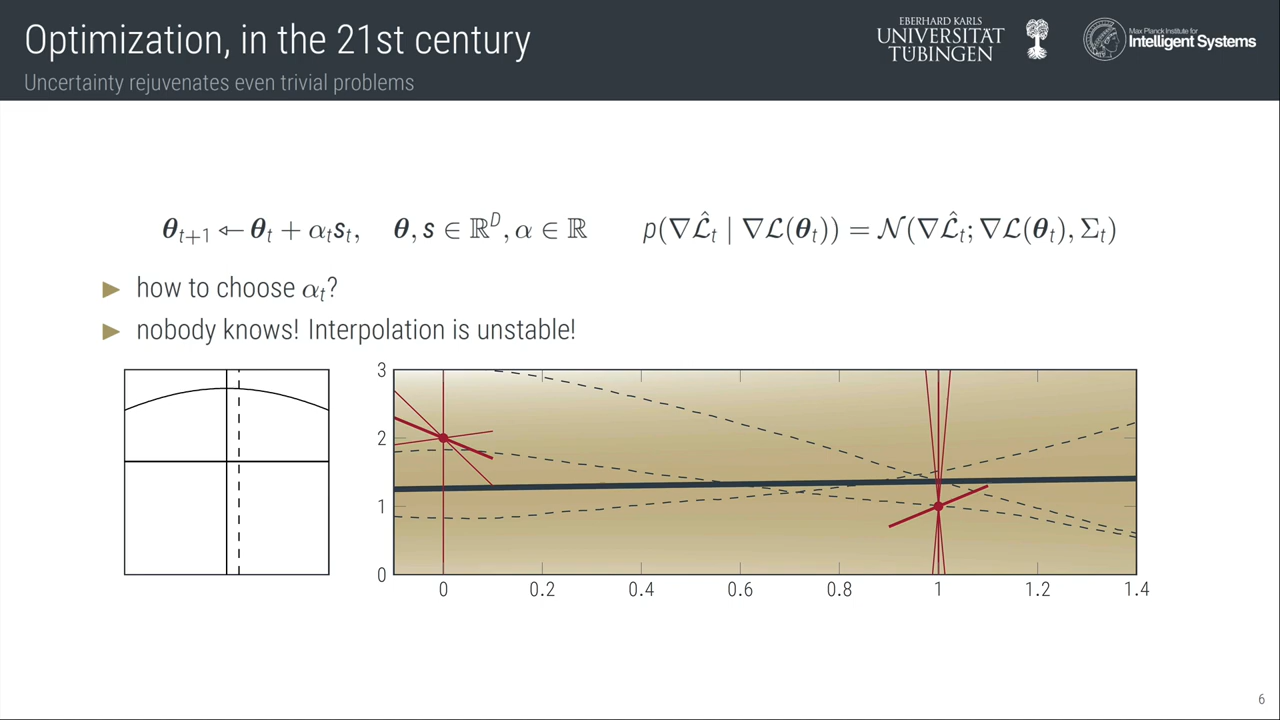 Optimization, in the 21st century
Uncertainty rejuvenates even trivial problems
EBERHARD KARLS
UNIVERSITÄT
TÜBINGEN
Max Planck Institute for
Intelligent Systems
θ_{t+1} ← θ_t + α_t s_t, θ, s ∈ ℝ^D, α ∈ ℝ p(∇ℒ̂_t | ∇ℒ(θ_t)) = 𝒩(∇ℒ̂_t; ∇ℒ(θ_t), Σ_t)
▶ how to choose α_t?
▶ nobody knows! Interpolation is unstable!
3
2
1
0
0 0.2 0.4 0.6 0.8 1 1.2 1.4
6